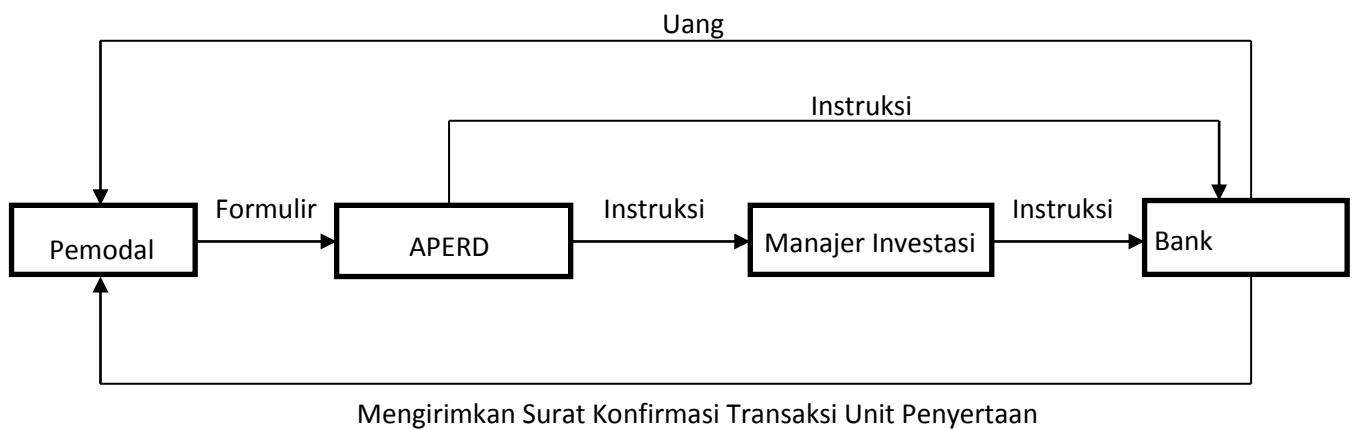 Uang
Instruksi
Formulir
Instruksi
Instruksi
Pemodal
APERD
Manajer Investasi
Bank
Mengirimkan Surat Konfirmasi Transaksi Unit Penyertaan